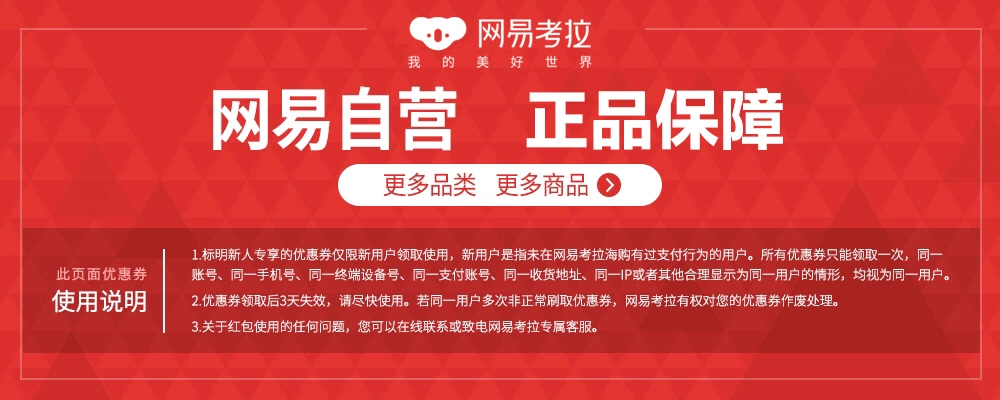 网易考拉
我的美好世界
网易自营 正品保障
更多品类 更多商品
此页面优惠券
使用说明
1.标明新人专享的优惠券仅限新用户领取使用，新用户是指未在网易考拉海购有过支付行为的用户。所有优惠券只能领取一次，同一
账号、同一手机号、同一终端设备号、同一支付账号、同一收货地址、同一IP或者其他合理显示为同一用户的情形，均视为同一用户。
2.优惠券领取后3天失效，请尽快使用。若同一用户多次非正常刷取优惠券，网易考拉有权对您的优惠券作废处理。
3.关于红包使用的任何问题，您可以在线联系或致电网易考拉专属客服。